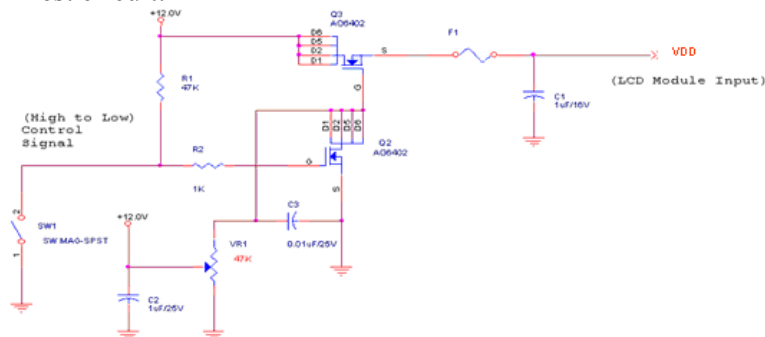 +12.0V
Q3
AO6402
D6
D5
D2
D1
S
G
F1
VDD
(LCD Module Input)
R1
47K
C1
1uF/16V
(High to Low)
Control
Signal
D1
D2
D5
D6
R2
1K
G
Q2
AO6402
S
SW1
SW MAG-SPST
2
1
+12.0V
C3
0.01uF/25V
VR1
47K
C2
1uF/25V